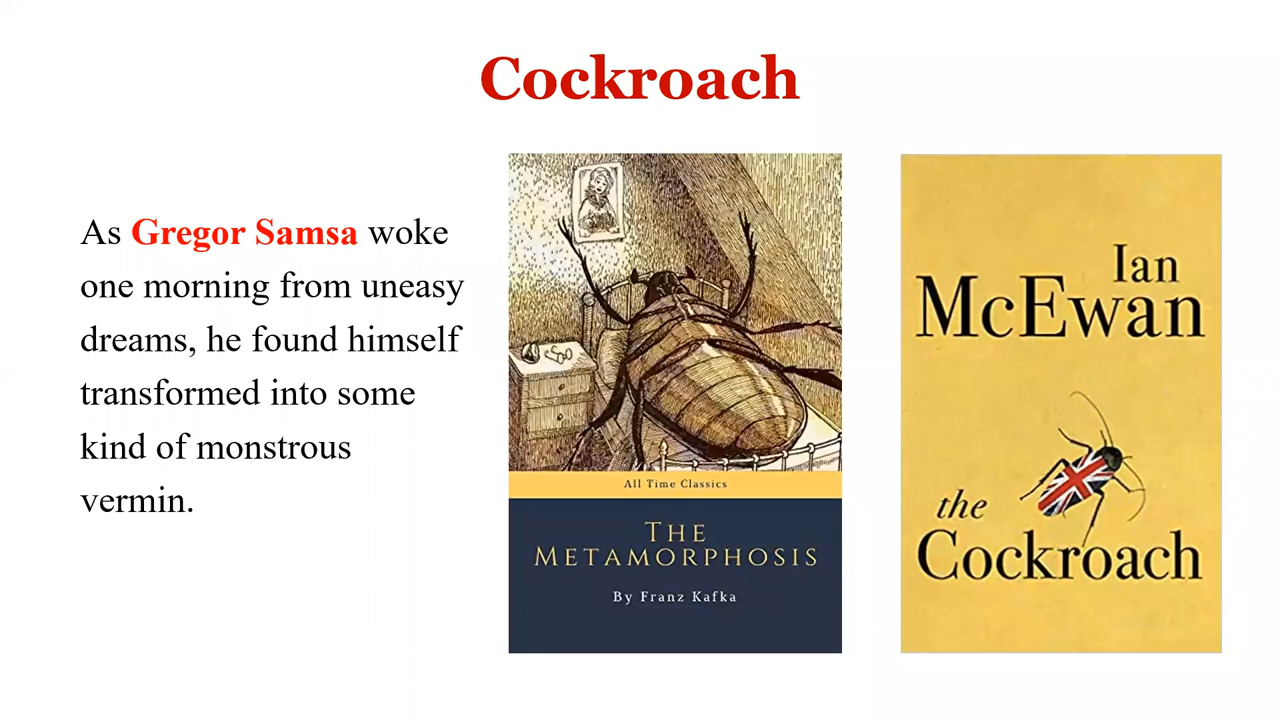 Cockroach
As Gregor Samsa woke
one morning from uneasy
dreams, he found himself
transformed into some
kind of monstrous
vermin.
All Time Classics
THE
METAMORPHOSIS
By Franz Kafka
Ian
McEwan
the
Cockroach